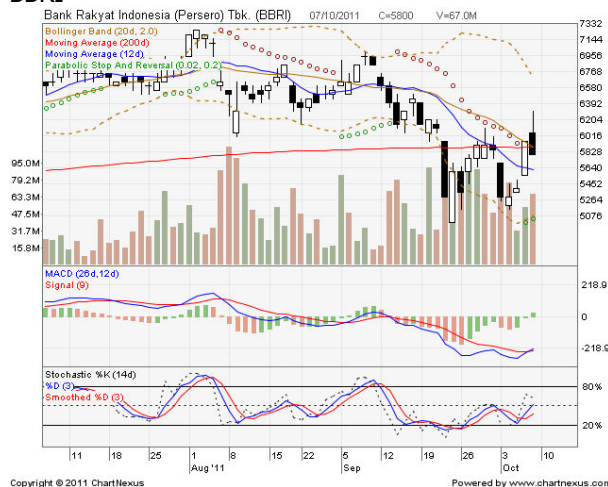 BBRI
Bank Rakyat Indonesia (Persero) Tbk. (BBRI) 07/10/2011 C=5800 V=67.0M
Bollinger Band (20d, 2.0)
Moving Average (200d)
Moving Average (12d)
Parabolic Stop And Reversal (0.02, 0.2)
7332
7144
6956
6768
6580
6392
6204
6016
5828
5640
5452
5264
5076
95.0M
79.2M
63.3M
47.5M
31.7M
15.8M
MACD (26d,12d)
Signal (9)
218.9
0
-218.9
Stochastic %K (14d)
%D (3)
Smoothed %D (3)
80%
20%
11 18 25 1 8 15 22 5 12 19 26 3 10
Aug '11 Sep Oct
Copyright © 2011 ChartNexus Powered by www.chartnexus.com